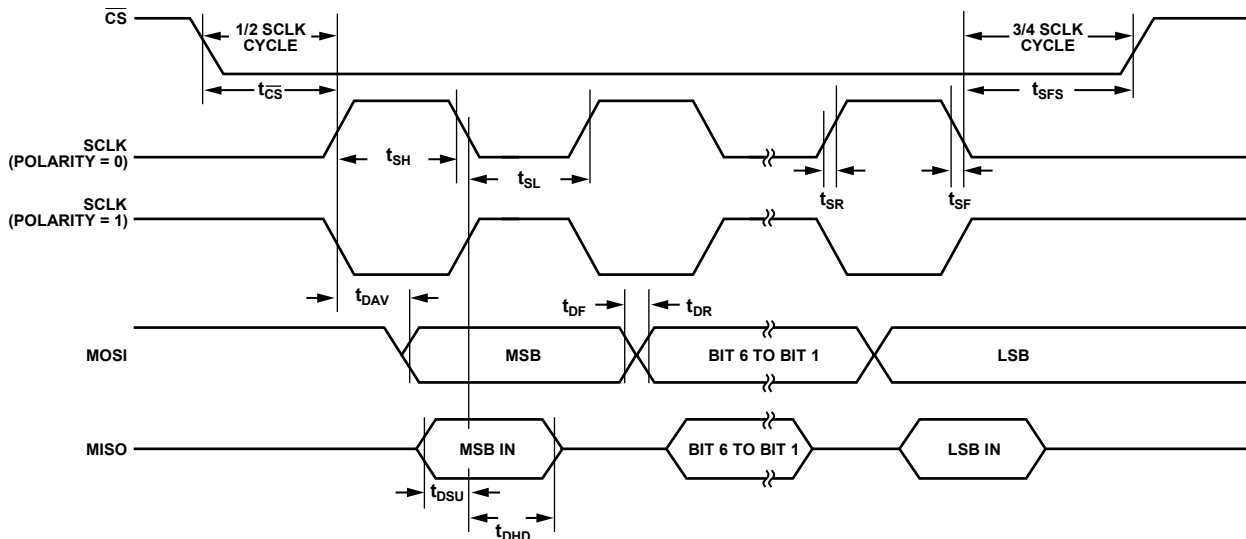 CS
1/2 SCLK
CYCLE
3/4 SCLK
CYCLE
tCS
tSFS
SCLK
(POLARITY = 0)
tSH
tSL
tSR
tSF
SCLK
(POLARITY = 1)
tDAV
tDF
tDR
MOSI
MSB
BIT 6 TO BIT 1
LSB
MISO
MSB IN
BIT 6 TO BIT 1
LSB IN
tDSU
tDHD